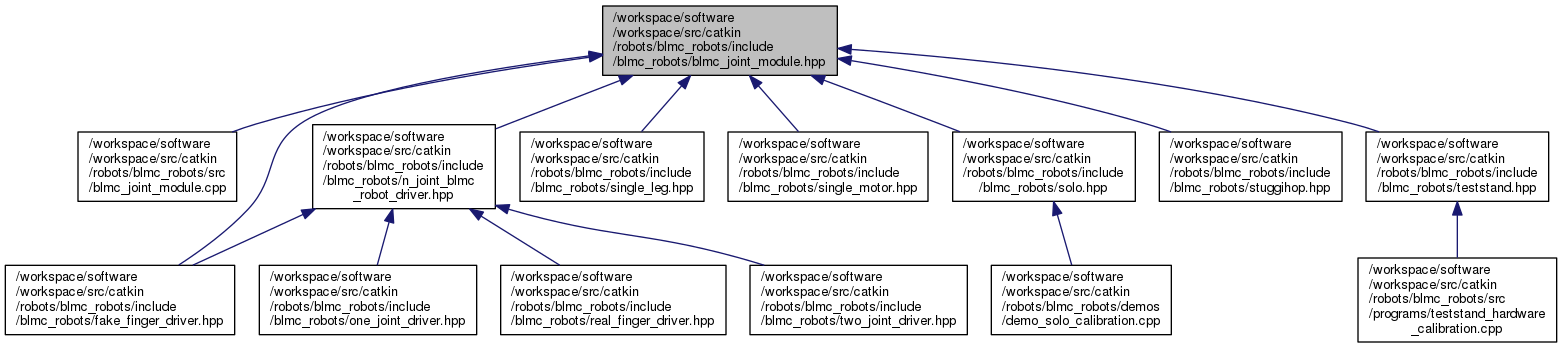 /workspace/software
/workspace/src/catkin
/robots/blmc_robots/include
/blmc_robots/blmc_joint_module.hpp
/workspace/software
/workspace/src/catkin
/robots/blmc_robots/src
/blmc_joint_module.cpp
/workspace/software
/workspace/src/catkin
/robots/blmc_robots/include
/blmc_robots/n_joint_blmc
_robot_driver.hpp
/workspace/software
/workspace/src/catkin
/robots/blmc_robots/include
/blmc_robots/single_leg.hpp
/workspace/software
/workspace/src/catkin
/robots/blmc_robots/include
/blmc_robots/single_motor.hpp
/workspace/software
/workspace/src/catkin
/robots/blmc_robots/include
/blmc_robots/solo.hpp
/workspace/software
/workspace/src/catkin
/robots/blmc_robots/include
/blmc_robots/stuggihop.hpp
/workspace/software
/workspace/src/catkin
/robots/blmc_robots/include
/blmc_robots/teststand.hpp
/workspace/software
/workspace/src/catkin
/robots/blmc_robots/include
/blmc_robots/fake_finger_driver.hpp
/workspace/software
/workspace/src/catkin
/robots/blmc_robots/include
/blmc_robots/one_joint_driver.hpp
/workspace/software
/workspace/src/catkin
/robots/blmc_robots/include
/blmc_robots/real_finger_driver.hpp
/workspace/software
/workspace/src/catkin
/robots/blmc_robots/include
/blmc_robots/two_joint_driver.hpp
/workspace/software
/workspace/src/catkin
/robots/blmc_robots/demos
/demo_solo_calibration.cpp
/workspace/software
/workspace/src/catkin
/robots/blmc_robots/src
/programs/teststand_hardware
_calibration.cpp